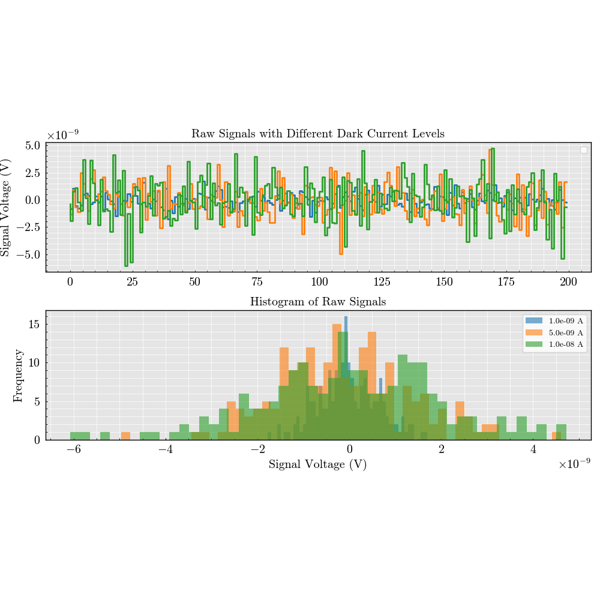 Raw Signals with Different Dark Current Levels
×10⁻⁹
5.0
2.5
0.0
−2.5
−5.0
Signal Voltage (V)
0 25 50 75 100 125 150 175 200
Histogram of Raw Signals
15
10
5
0
Frequency
1.0e-09 A
5.0e-09 A
1.0e-08 A
−6 −4 −2 0 2 4
Signal Voltage (V)
×10⁻⁹